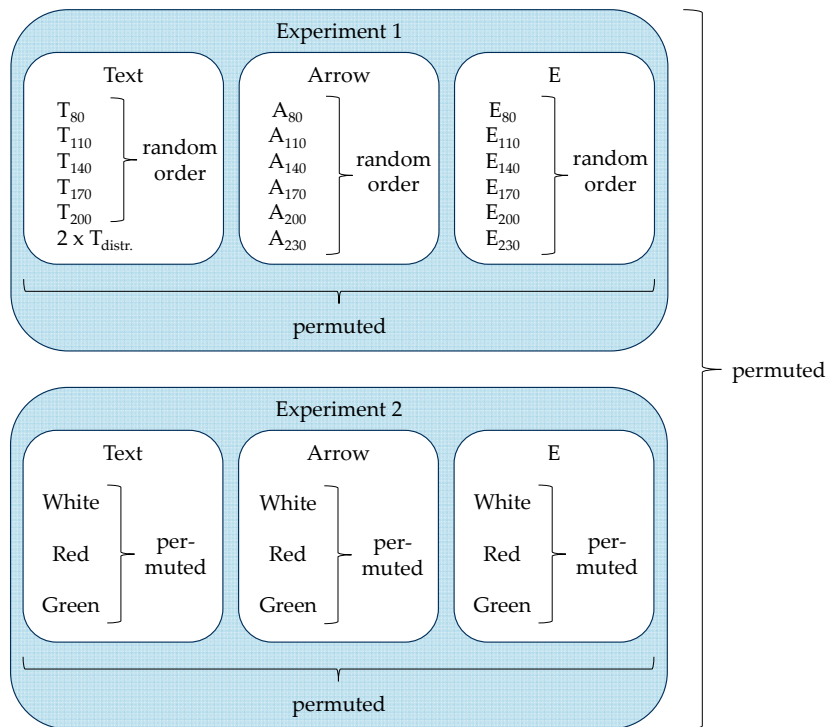 Experiment 1
Text
T80
T110
T140
T170
T200
2 x Tdistr.
random
order
Arrow
A80
A110
A140
A170
A200
A230
random
order
E
E80
E110
E140
E170
E200
E230
random
order
permuted
Experiment 2
Text
White
Red
Green
per-
muted
Arrow
White
Red
Green
per-
muted
E
White
Red
Green
per-
muted
permuted
permuted